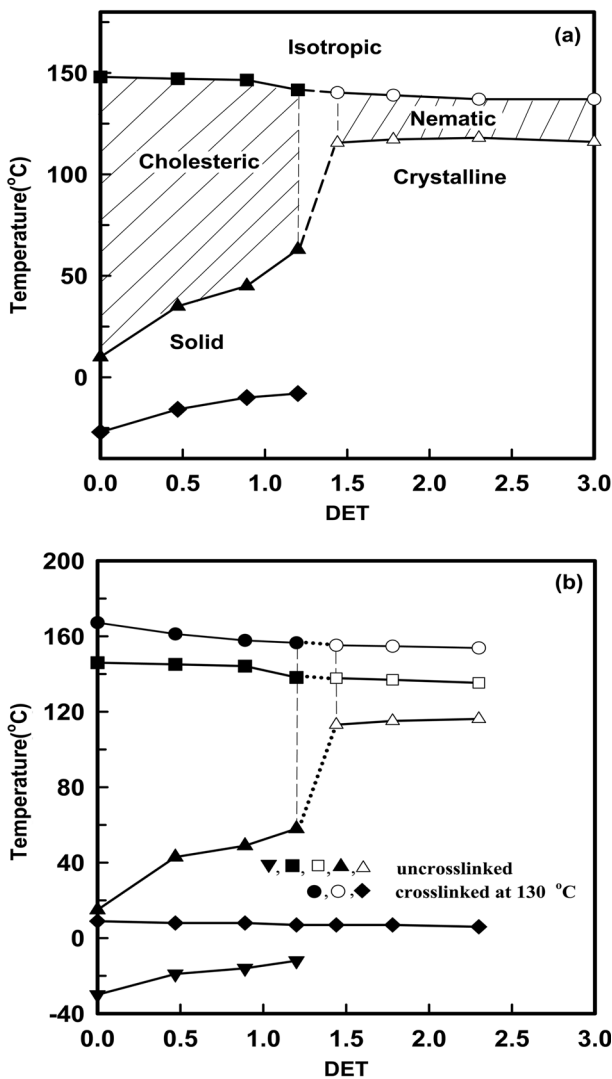 (a)
Isotropic
150
Nematic
Cholesteric
100
Crystalline
Temperature(°C)
50
Solid
0
0.0 0.5 1.0 1.5 2.0 2.5 3.0
DET
200
(b)
160
120
80
Temperature(°C)
, , , , uncrosslinked
40
, , crosslinked at 130 °C
0
-40
0.0 0.5 1.0 1.5 2.0 2.5 3.0
DET